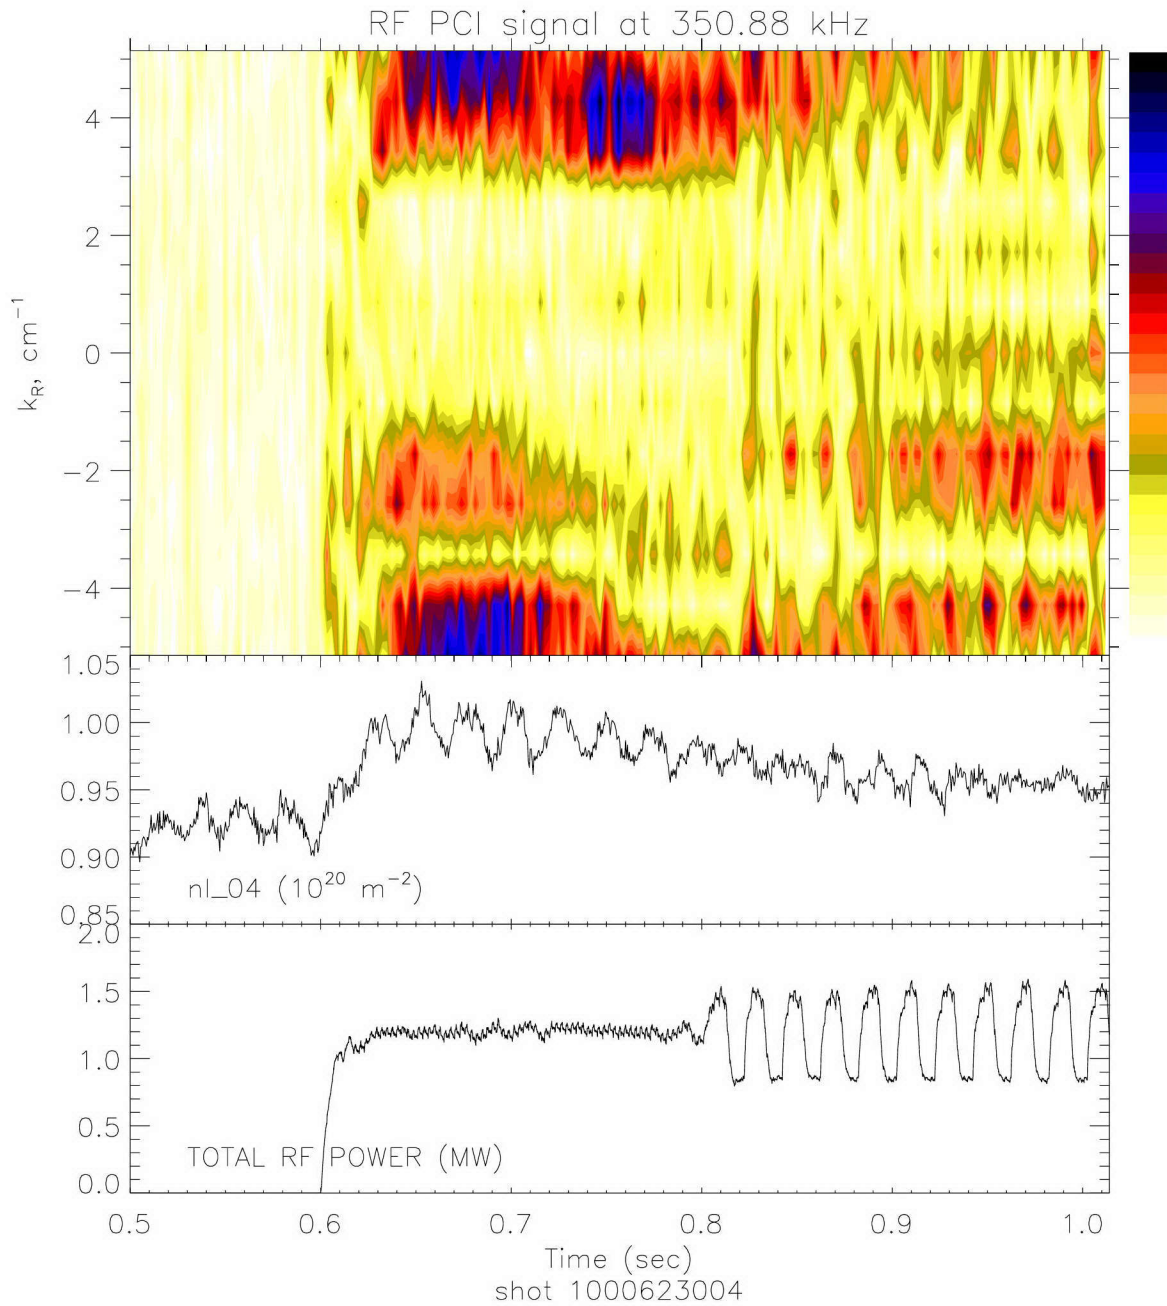 RF PCI signal at 350.88 kHz
4
2
0
−2
−4
k_R, cm⁻¹
1.05
1.00
0.95
0.90
0.85
nl_04 (10²⁰ m⁻²)
2.0
1.5
1.0
0.5
0.0
TOTAL RF POWER (MW)
0.5 0.6 0.7 0.8 0.9 1.0
Time (sec)
shot 1000623004